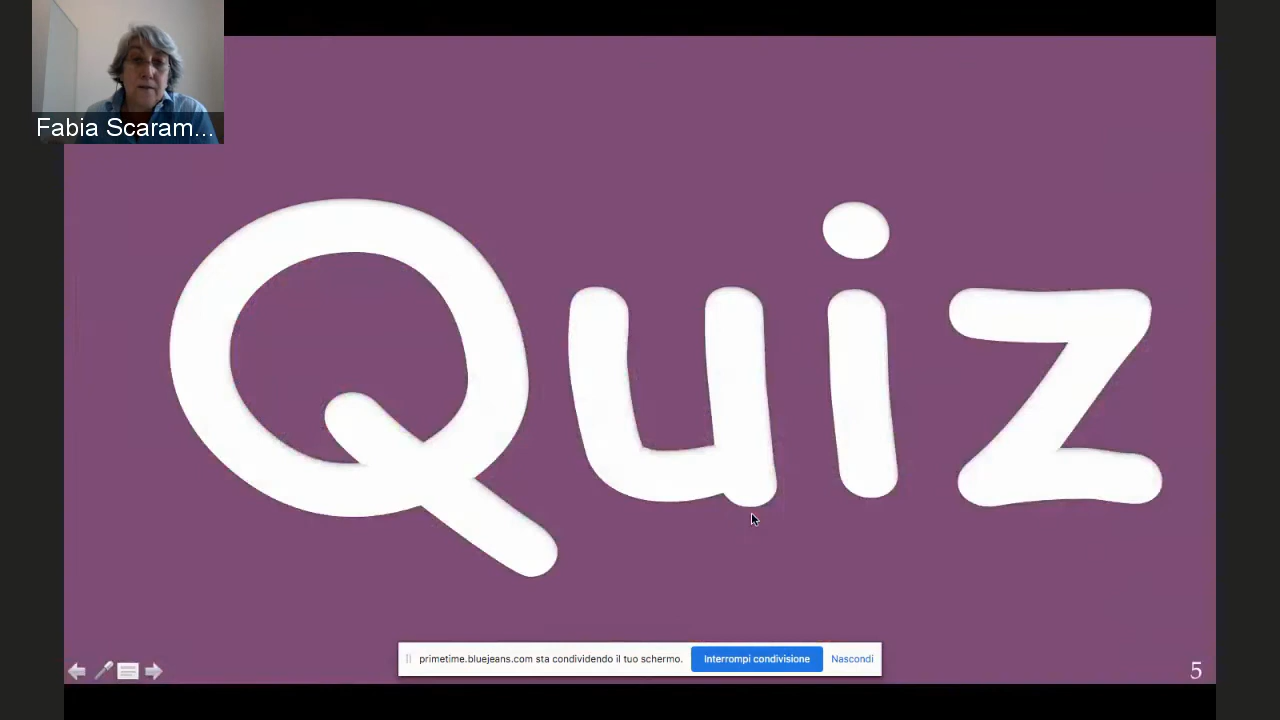 Fabia Scaram...
Quiz
primetime.bluejeans.com sta condividendo il tuo schermo. Interrompi condivisione Nascondi
5